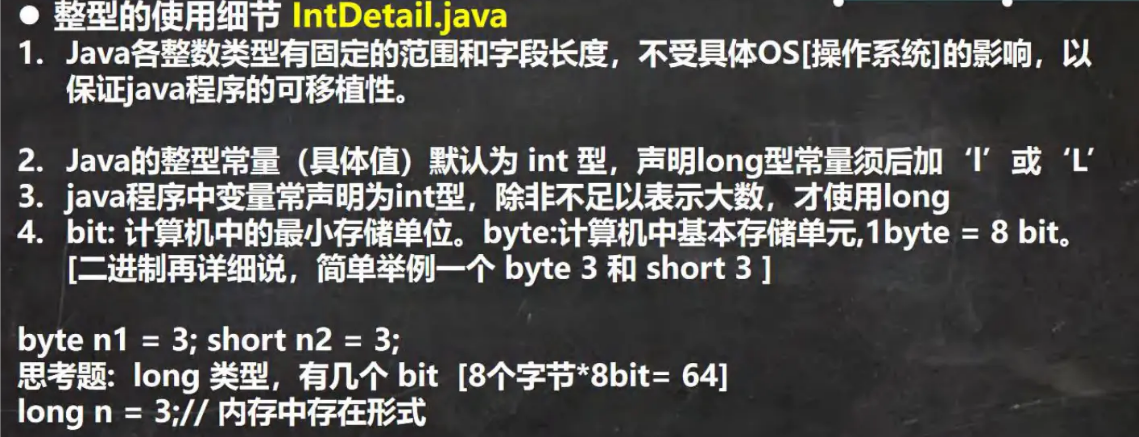 ● 整型的使用细节 IntDetail.java
1. Java各整数类型有固定的范围和字段长度，不受具体OS[操作系统]的影响，以
保证java程序的可移植性。
2. Java的整型常量（具体值）默认为 int 型，声明long型常量须后加‘l’或‘L’
3. java程序中变量常声明为int型，除非不足以表示大数，才使用long
4. bit: 计算机中的最小存储单位。byte:计算机中基本存储单元,1byte = 8 bit。
[二进制再详细说，简单举例一个 byte 3 和 short 3 ]
byte n1 = 3; short n2 = 3;
思考题: long 类型，有几个 bit [8个字节*8bit= 64]
long n = 3;// 内存中存在形式